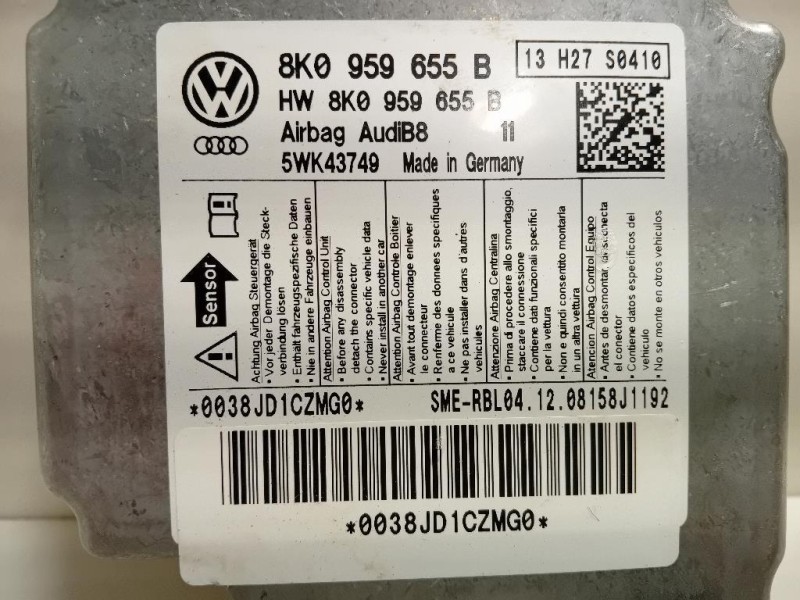 8K0 959 655 B
13 H27 S0410
HW 8K0 959 655 B
Airbag AudiB8 11
5WK43749 Made in Germany
Sensor
Achtung Airbag Steuergerät
- Vor jeder Demontage die Steck-
verbindung lösen
- Enthält fahrzeugspezifische Daten
- Nie in andere Fahrzeuge einbauen
Attention Airbag Control Unit
- Before any disassembly
detach the connector
- Contains specific vehicle data
- Never install in another car
Attention Airbag Contrôle Boitier
- Avant tout demontage enlever
le connecteur
- Renferme des donnees specifiques
a ce vehicule
- Ne pas installer dans d'autres
vehicules
Attenzione Airbag Centralina
- Prima di procedere allo smontaggio,
staccare il connessione
- Contiene dati funzionali specifici
per la vettura
- Non e quindi consentito montarla
in un altra vettura
Atencion Airbag Control Equipo
- Antes de desmontar, desconecta
el conector
- Contiene datos especificos del
vehiculo
- No se monte en otros vehiculos
*0038JD1CZMG0*
SME-RBL04.12.08158J1192
*0038JD1CZMG0*